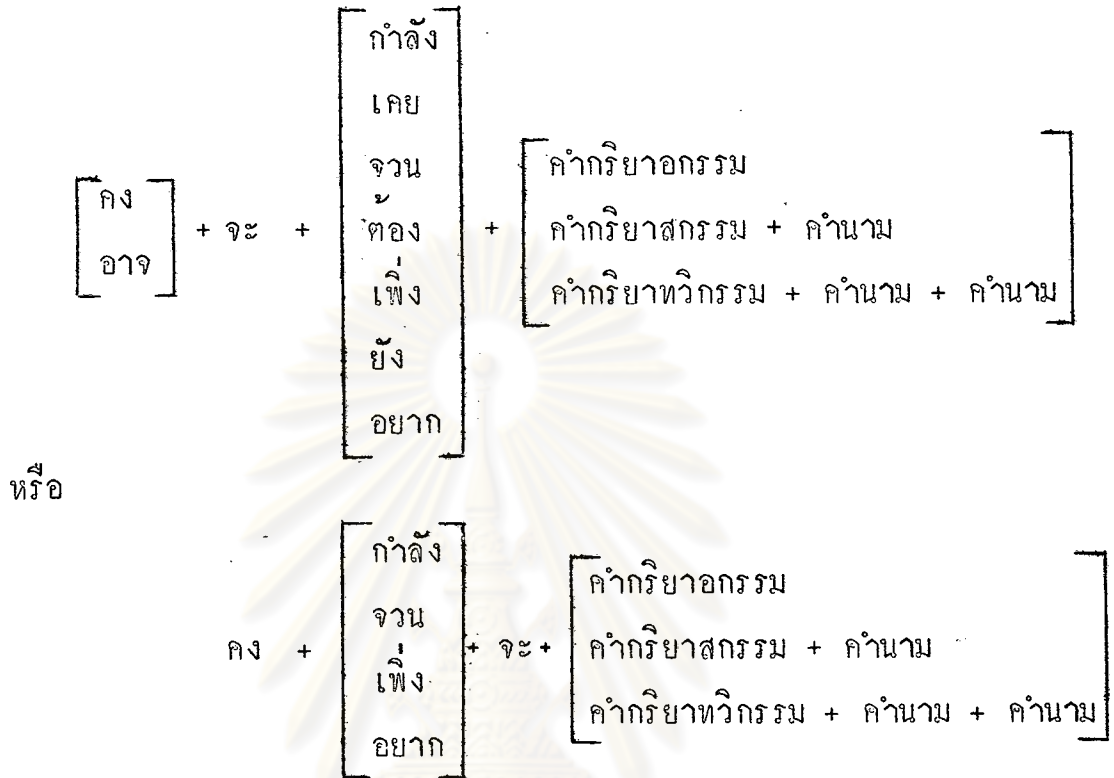 กำลัง
เคย
จวน
คง
อาจ
+ จะ +
ต้อง
เพิ่ง
ยัง
อยาก
+
คำกริยาอกรรม
คำกริยาสกรรม + คำนาม
คำกริยาทวิกรรม + คำนาม + คำนาม
หรือ
คง +
กำลัง
จวน
เพิ่ง
อยาก
+ จะ +
คำกริยาอกรรม
คำกริยาสกรรม + คำนาม
คำกริยาทวิกรรม + คำนาม + คำนาม